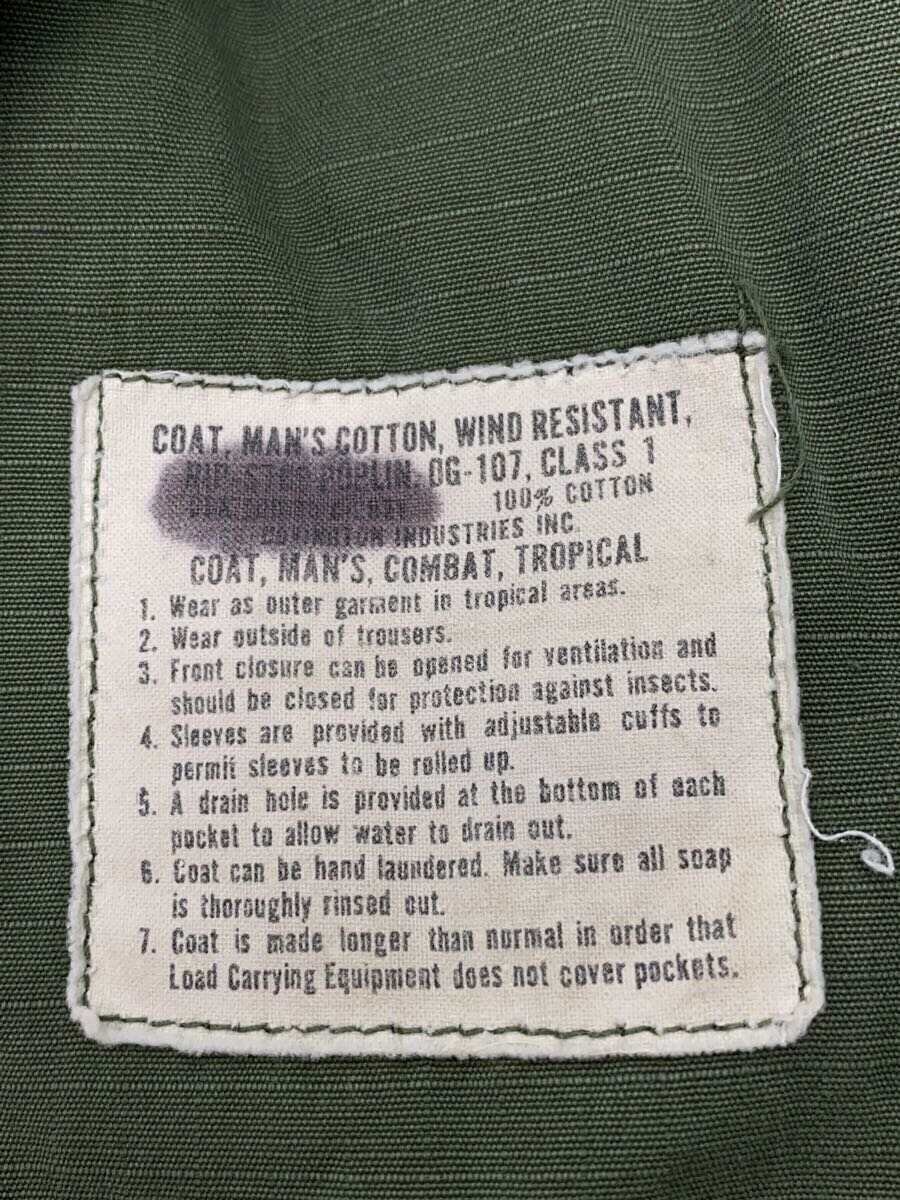 COAT, MAN'S COTTON, WIND RESISTANT,
POPLIN, OG-107, CLASS 1
100% COTTON
COVINGTON INDUSTRIES INC.
COAT, MAN'S, COMBAT, TROPICAL
1. Wear as outer garment in tropical areas.
2. Wear outside of trousers.
3. Front closure can be opened for ventilation and
should be closed for protection against insects.
4. Sleeves are provided with adjustable cuffs to
permit sleeves to be rolled up.
5. A drain hole is provided at the bottom of each
pocket to allow water to drain out.
6. Coat can be hand laundered. Make sure all soap
is thoroughly rinsed out.
7. Coat is made longer than normal in order that
Load Carrying Equipment does not cover pockets.